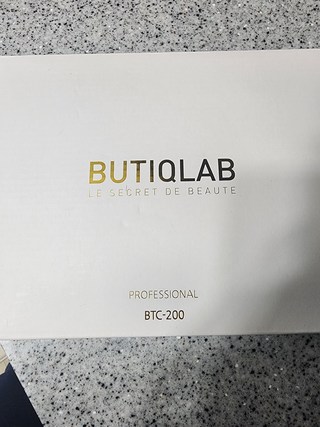 BUTIQLAB
LE SECRET DE BEAUTE
PROFESSIONAL
BTC-200